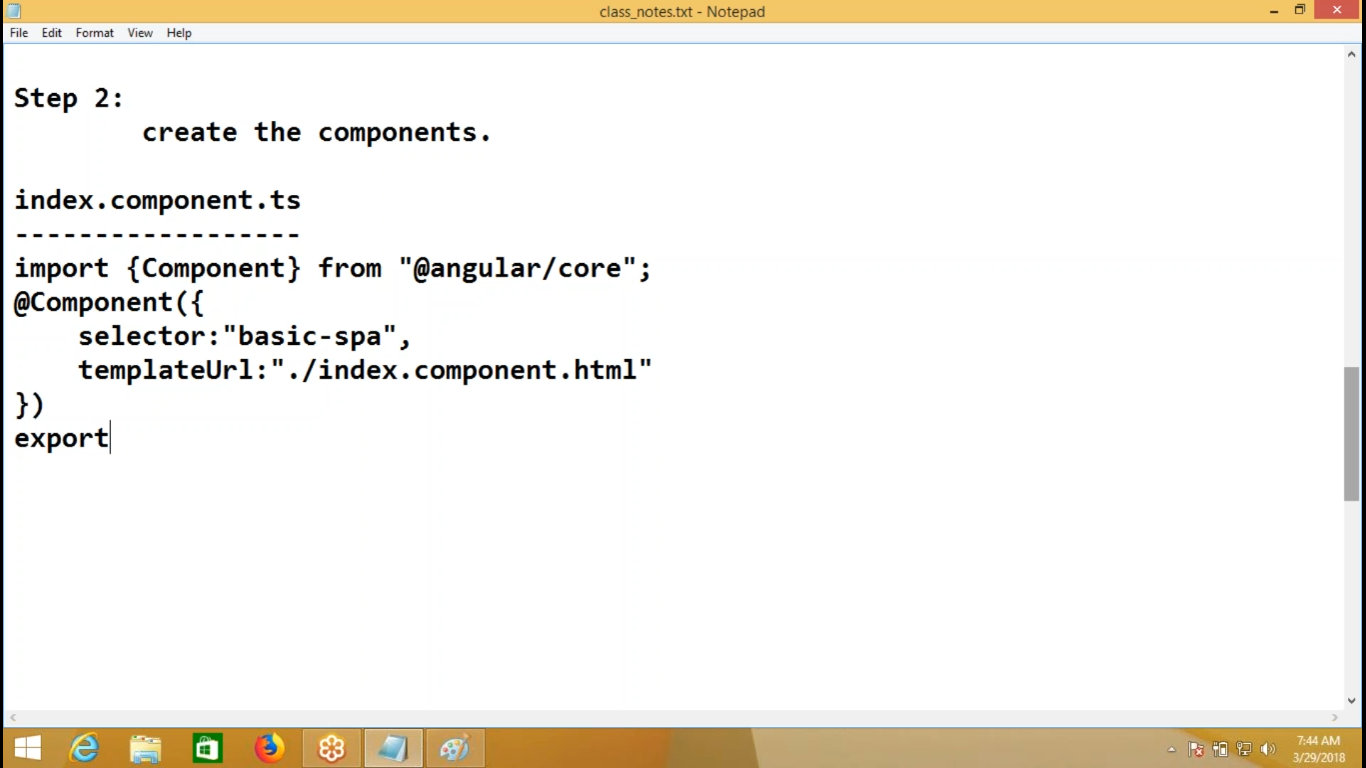 class_notes.txt - Notepad
File Edit Format View Help
Step 2:
create the components.
index.component.ts
------------------
import {Component} from "@angular/core";
@Component({
selector:"basic-spa",
templateUrl:"./index.component.html"
})
export
7:44 AM
3/29/2018